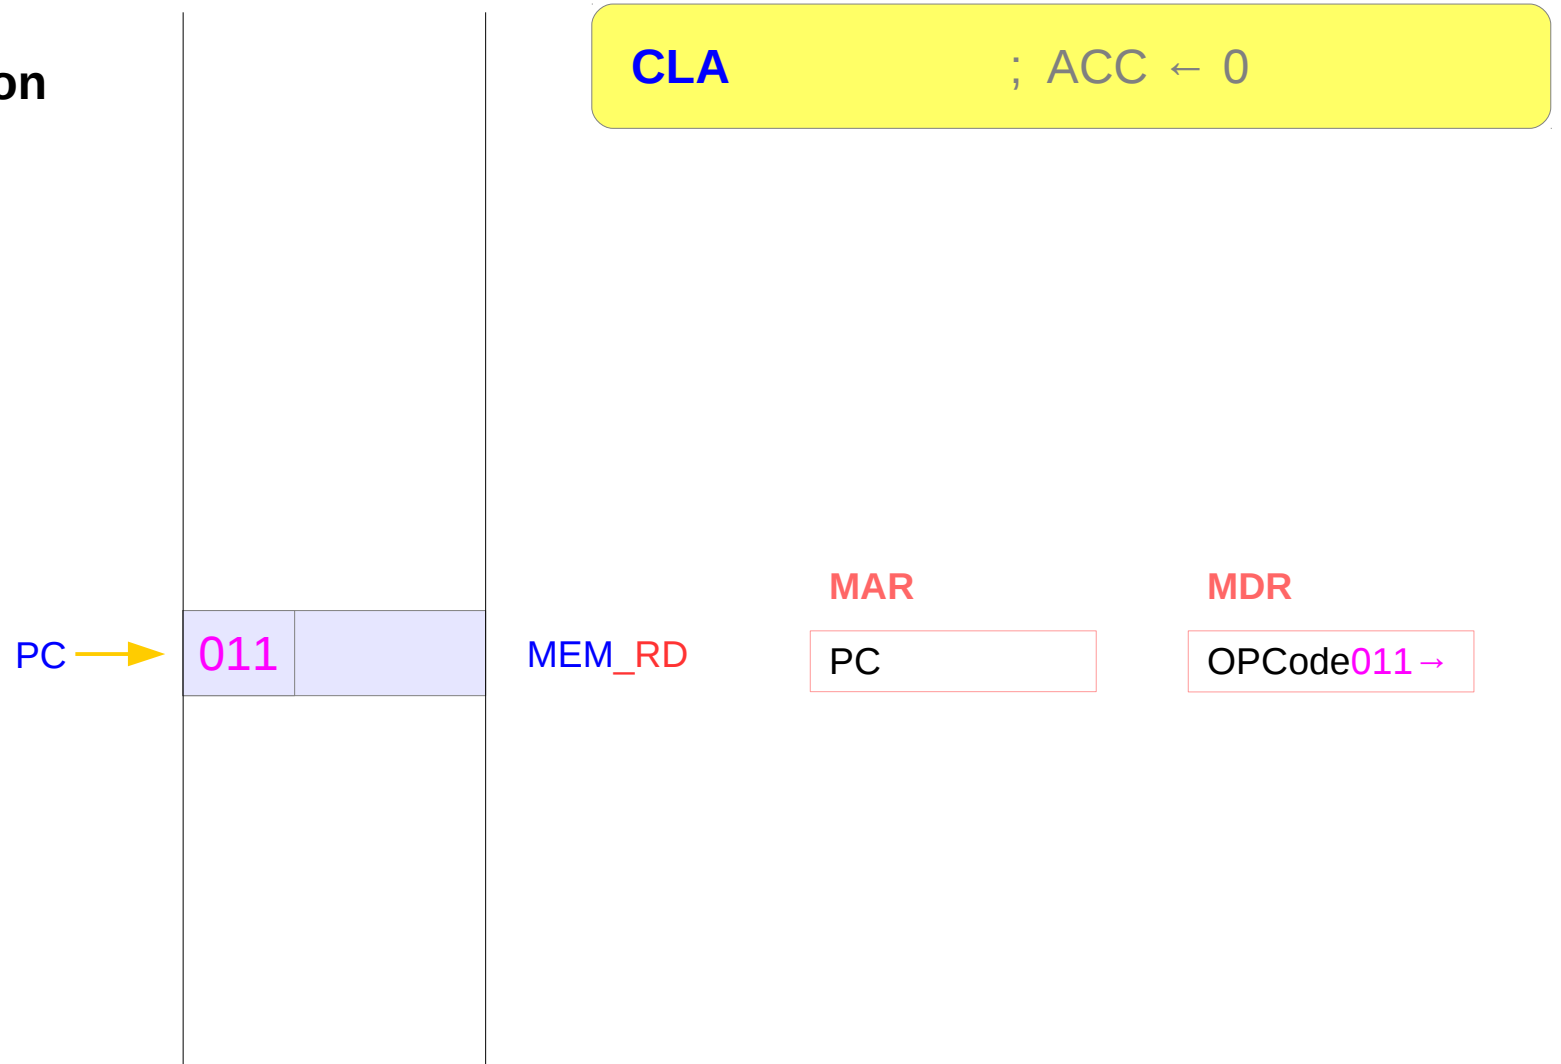 CLA ; ACC ← 0
on
MAR MDR
PC 011 MEM_RD PC OPCode011→